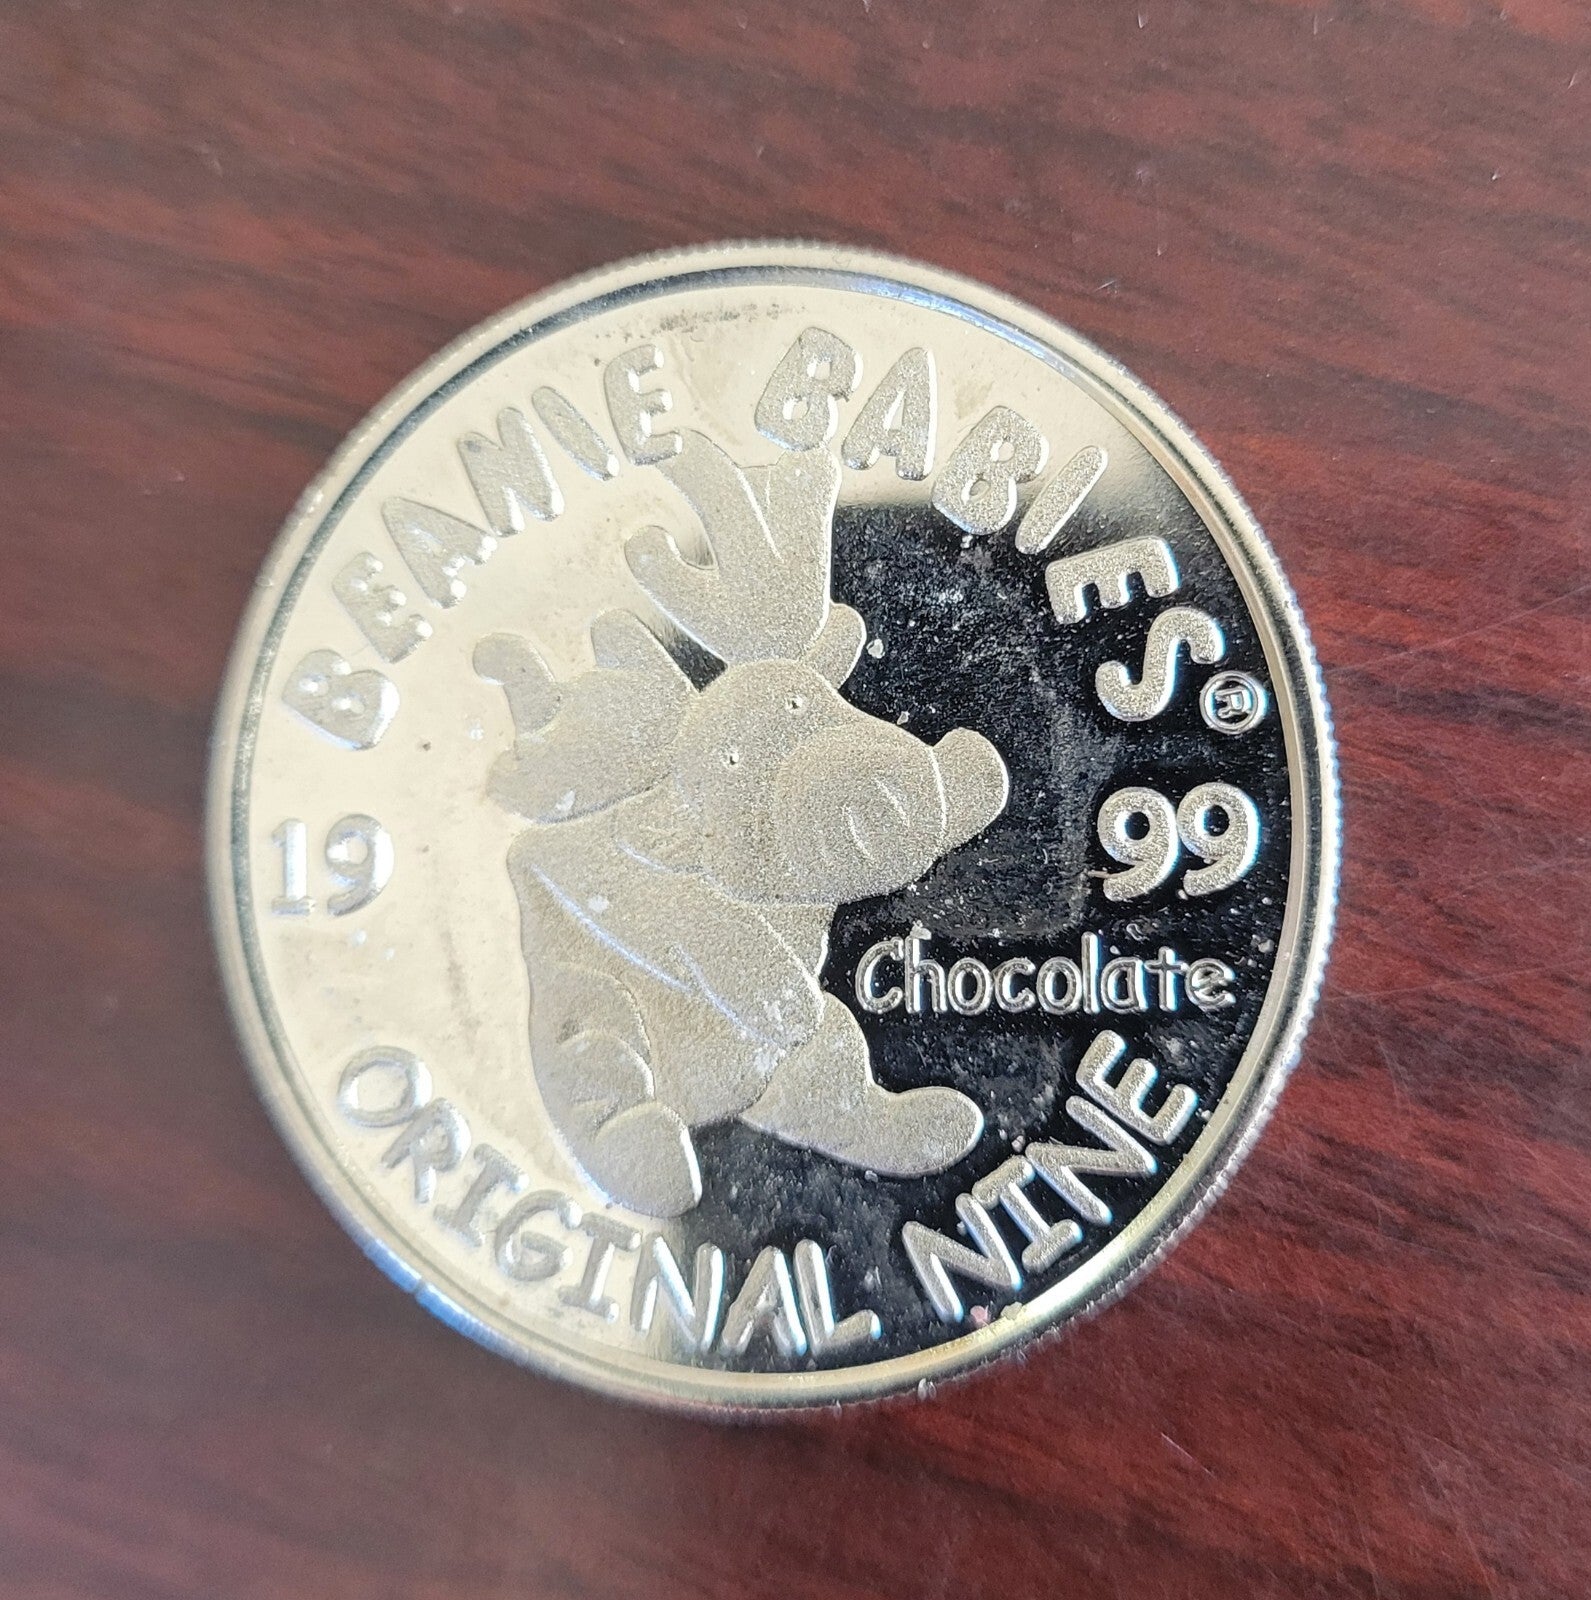 BEANIE BABIES®
19 99
Chocolate
ORIGINAL NINE